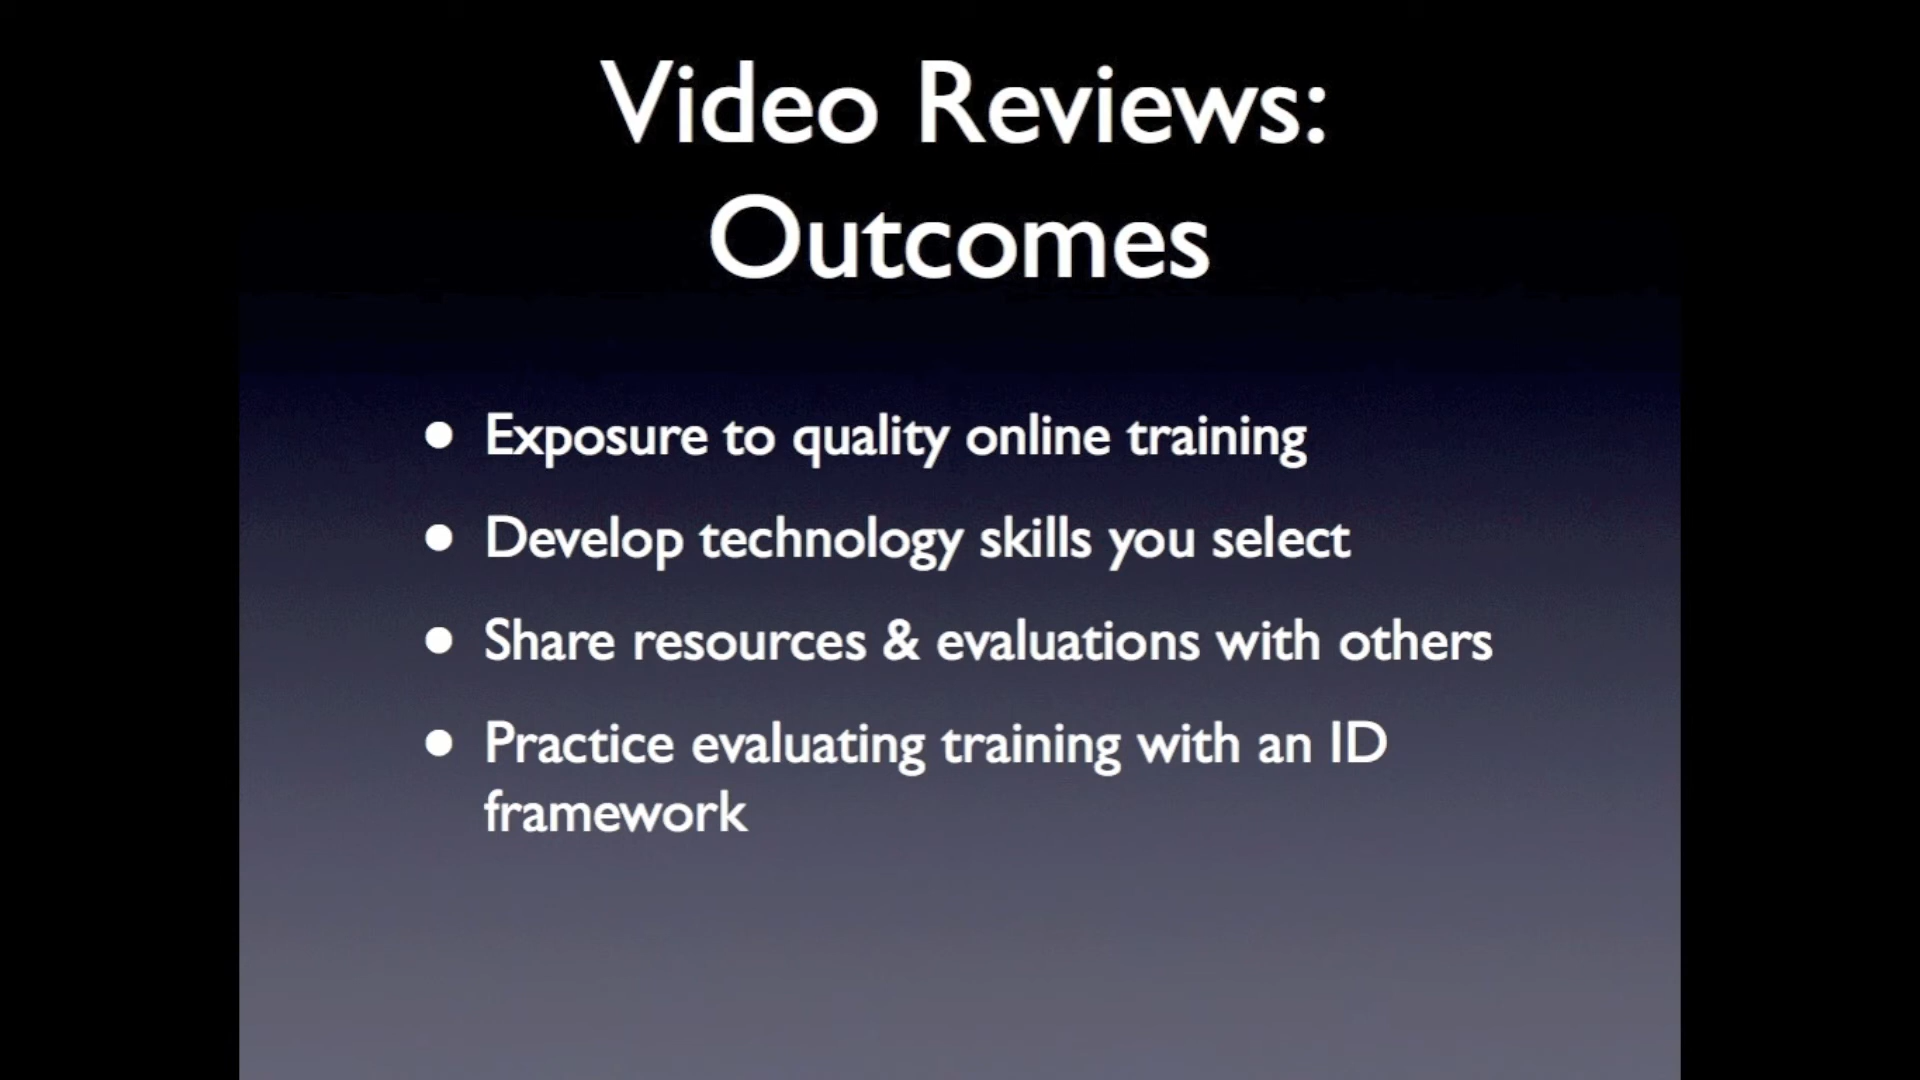 Video Reviews:
Outcomes
• Exposure to quality online training
• Develop technology skills you select
• Share resources & evaluations with others
• Practice evaluating training with an ID
framework